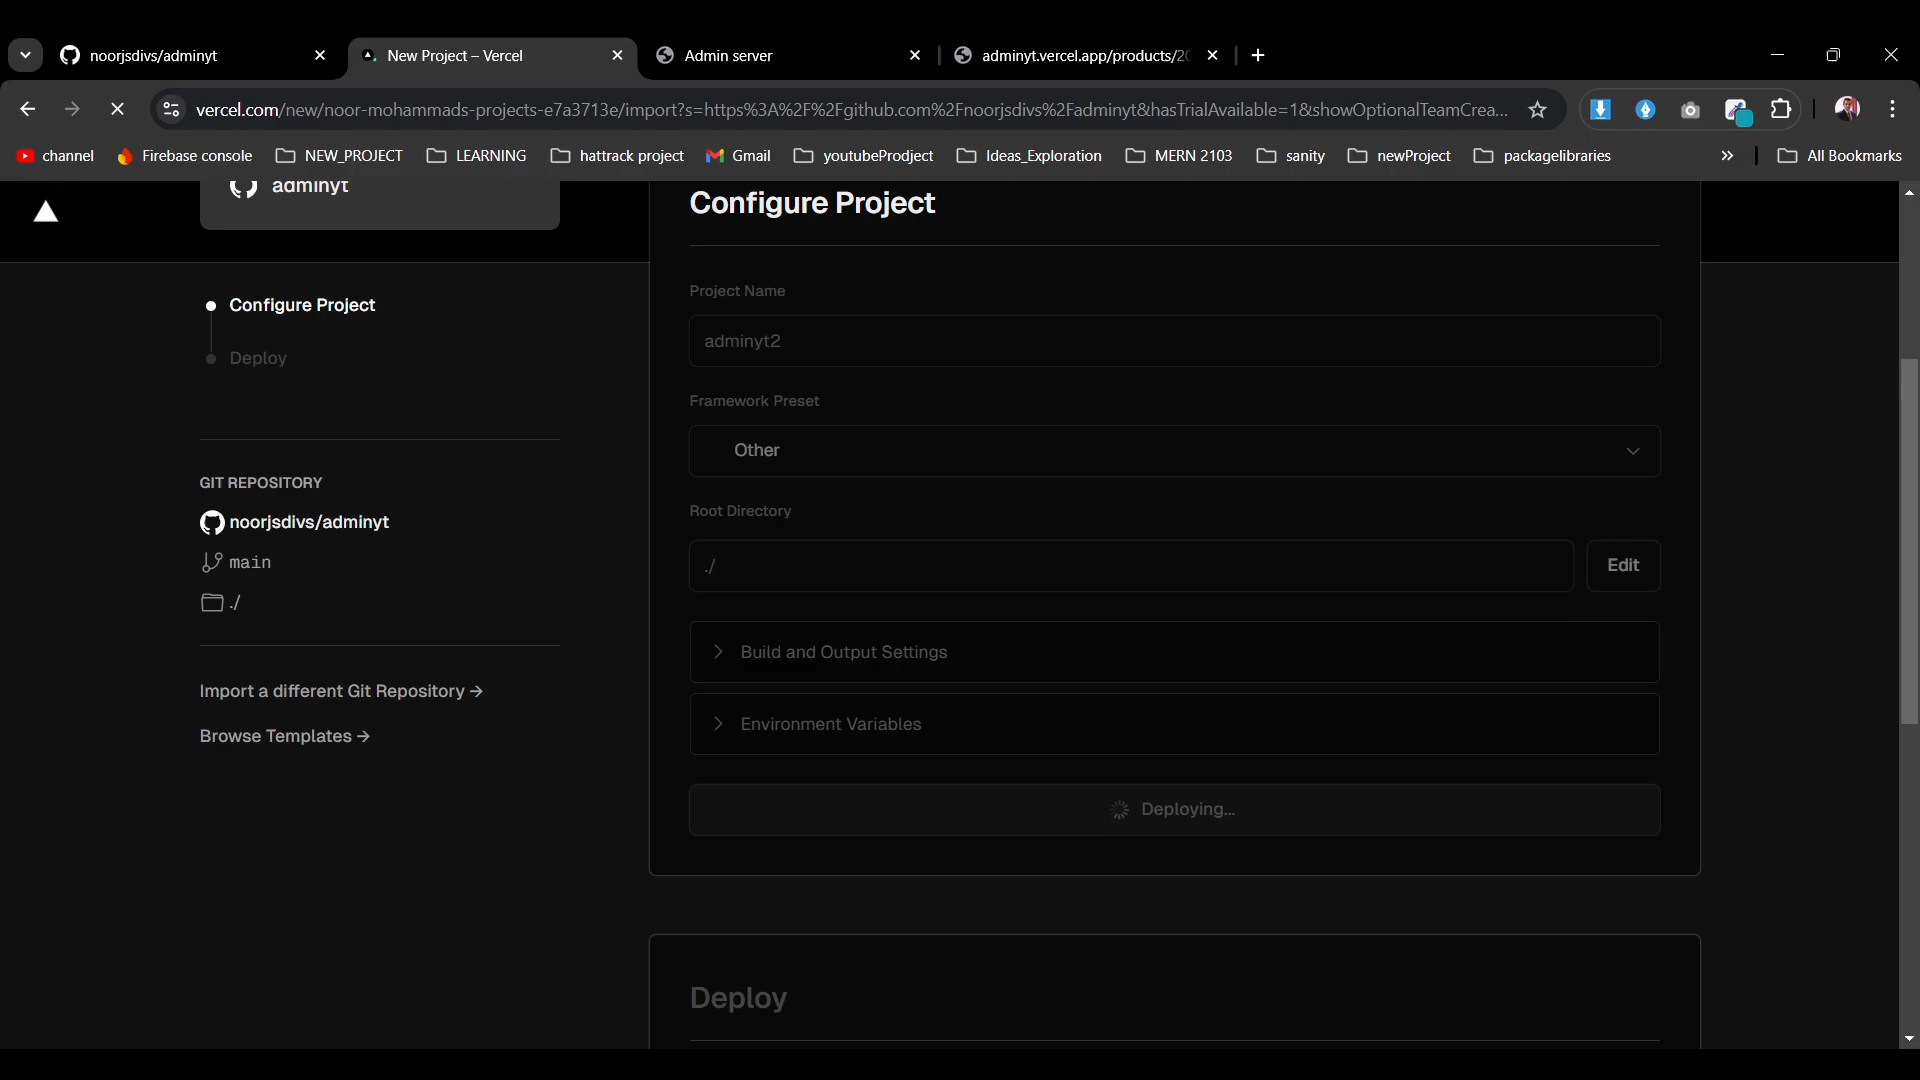 noorjsdivs/adminyt
New Project – Vercel
Admin server
adminyt.vercel.app/products/20
vercel.com/new/noor-mohammads-projects-e7a3713e/import?s=https%3A%2F%2Fgithub.com%2Fnoorjsdivs%2Fadminyt&hasTrialAvailable=1&showOptionalTeamCrea...
channel
Firebase console
NEW_PROJECT
LEARNING
hattrack project
Gmail
youtubeProdject
Ideas_Exploration
MERN 2103
sanity
newProject
packagelibraries
All Bookmarks
adminyt
Configure Project
Deploy
GIT REPOSITORY
noorjsdivs/adminyt
main
./
Import a different Git Repository →
Browse Templates →
Configure Project
Project Name
adminyt2
Framework Preset
Other
Root Directory
./
Edit
Build and Output Settings
Environment Variables
Deploying...
Deploy